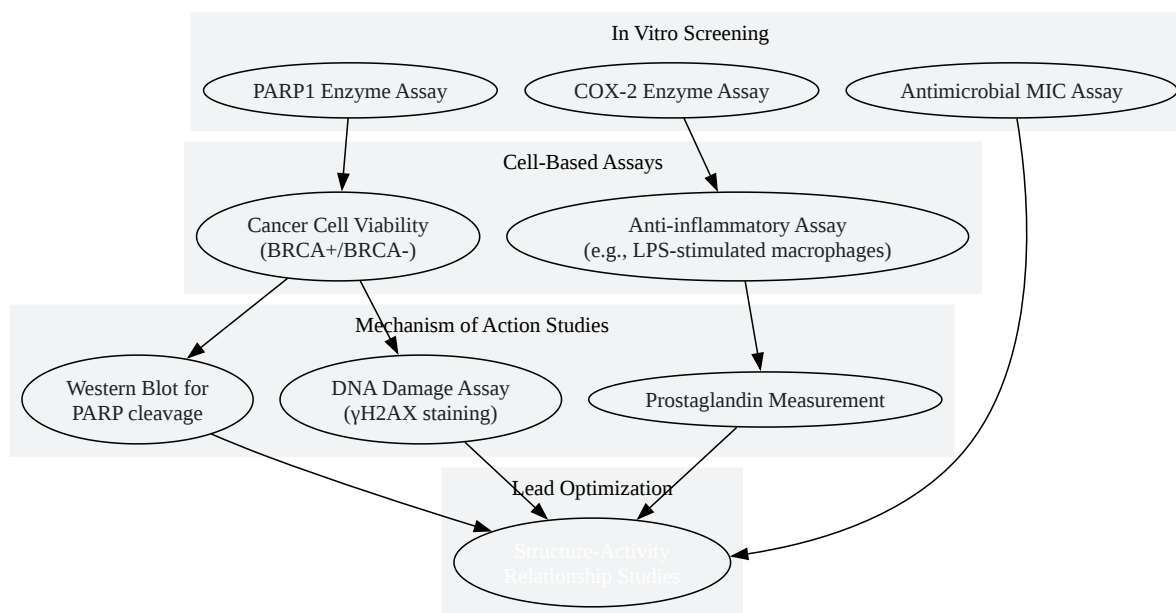 In Vitro Screening
PARP1 Enzyme Assay
COX-2 Enzyme Assay
Antimicrobial MIC Assay
Cell-Based Assays
Cancer Cell Viability
(BRCA+/BRCA-)
Anti-inflammatory Assay
(e.g., LPS-stimulated macrophages)
Mechanism of Action Studies
Western Blot for
PARP cleavage
DNA Damage Assay
(γH2AX staining)
Prostaglandin Measurement
Lead Optimization
Structure-Activity
Relationship Studies